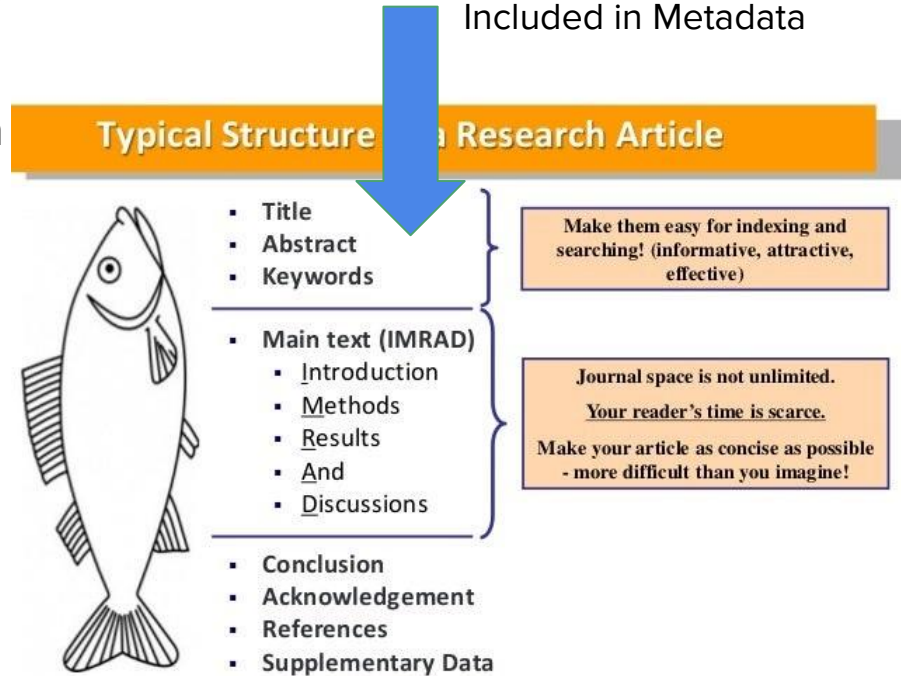 Included in Metadata
Typical Structure a Research Article
Title
Abstract
Keywords
Make them easy for indexing and
searching! (informative, attractive,
effective)
Main text (IMRAD)
Introduction
Methods
Results
And
Discussions
Journal space is not unlimited.
Your reader's time is scarce.
Make your article as concise as possible
- more difficult than you imagine!
Conclusion
Acknowledgement
References
Supplementary Data